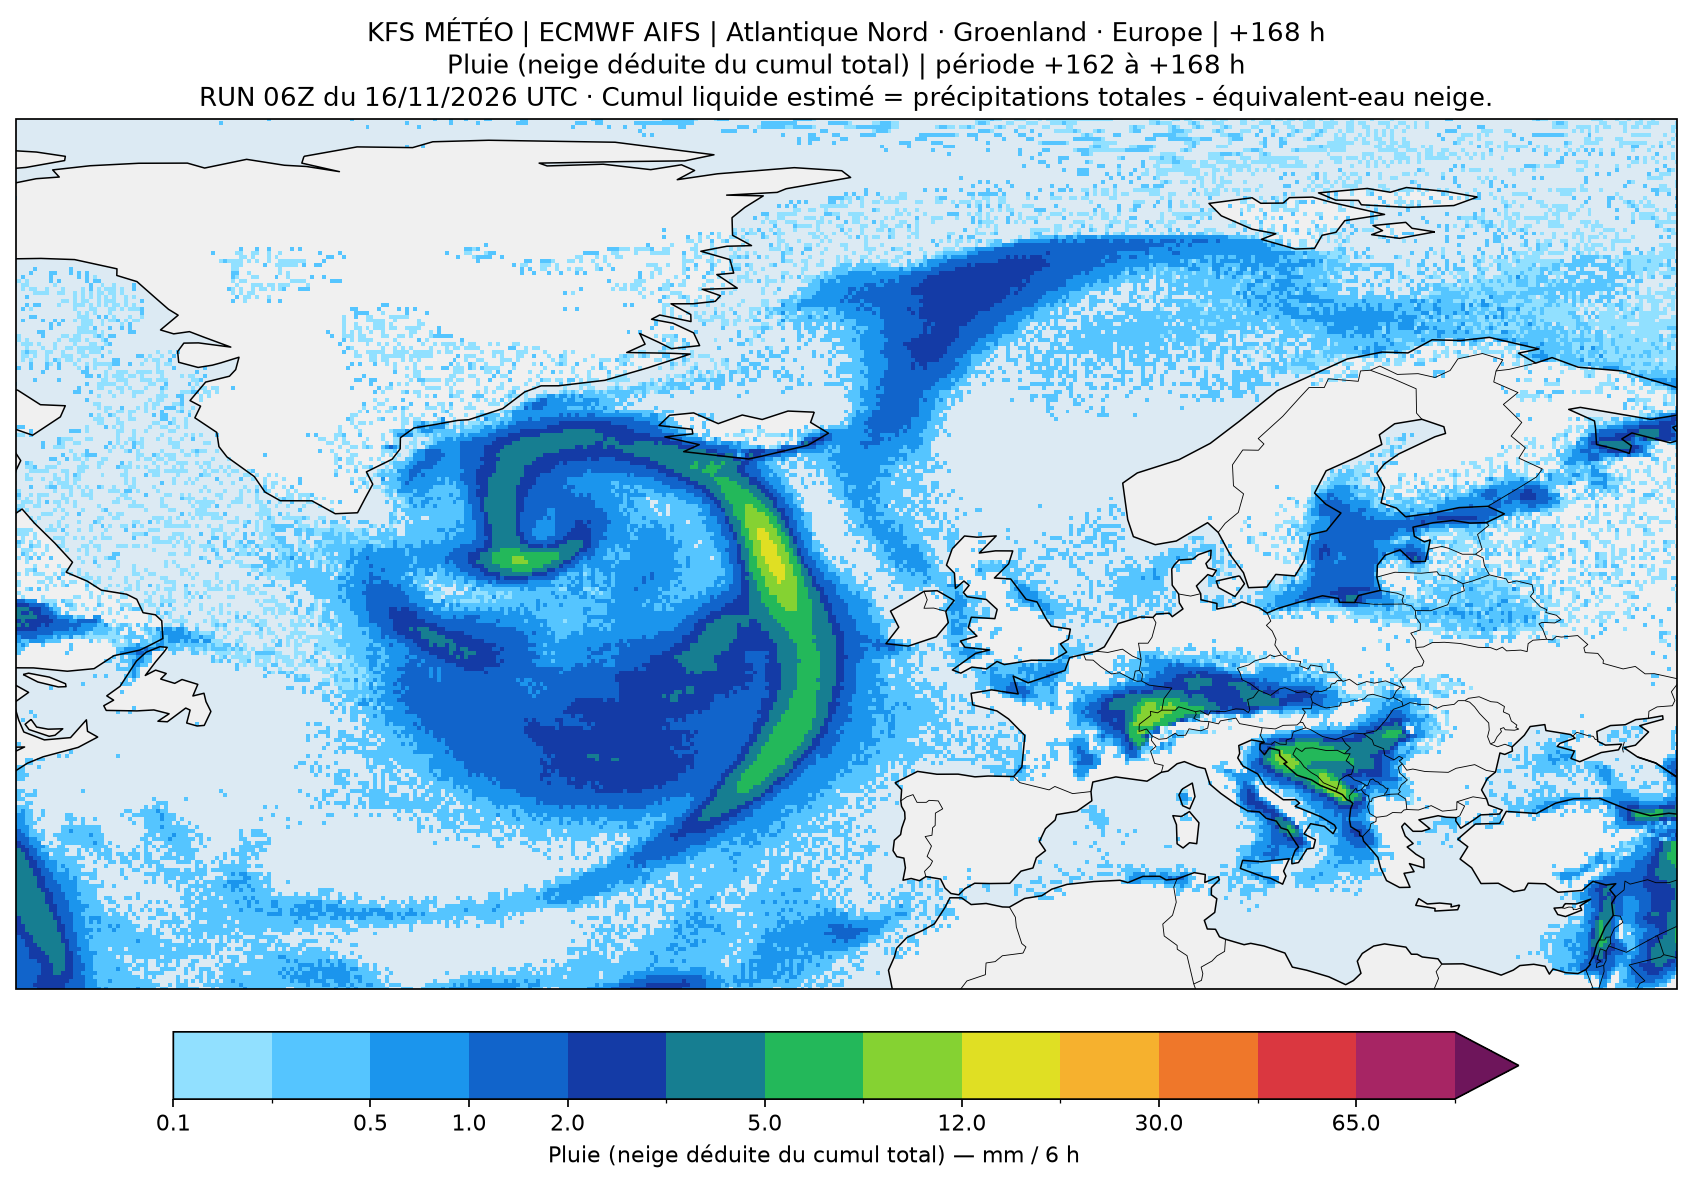 KFS MÉTÉO | ECMWF AIFS | Atlantique Nord · Groenland · Europe | +168 h
Pluie (neige déduite du cumul total) | période +162 à +168 h
RUN 06Z du 16/11/2026 UTC · Cumul liquide estimé = précipitations totales - équivalent-eau neige.
0.1 0.5 1.0 2.0 5.0 12.0 30.0 65.0
Pluie (neige déduite du cumul total) — mm / 6 h